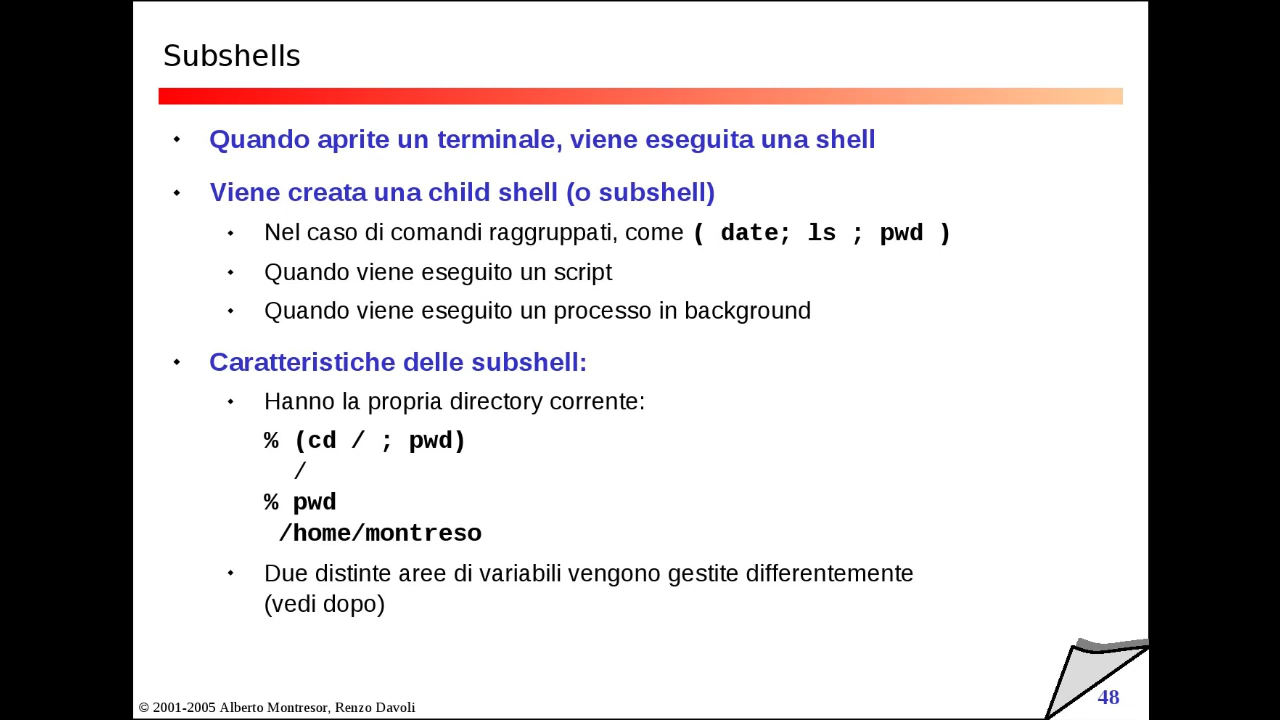 Subshells
Quando aprite un terminale, viene eseguita una shell
Viene creata una child shell (o subshell)
Nel caso di comandi raggruppati, come ( date; ls ; pwd )
Quando viene eseguito un script
Quando viene eseguito un processo in background
Caratteristiche delle subshell:
Hanno la propria directory corrente:
% (cd / ; pwd)
/
% pwd
/home/montreso
Due distinte aree di variabili vengono gestite differentemente
(vedi dopo)
© 2001-2005 Alberto Montresor, Renzo Davoli
48